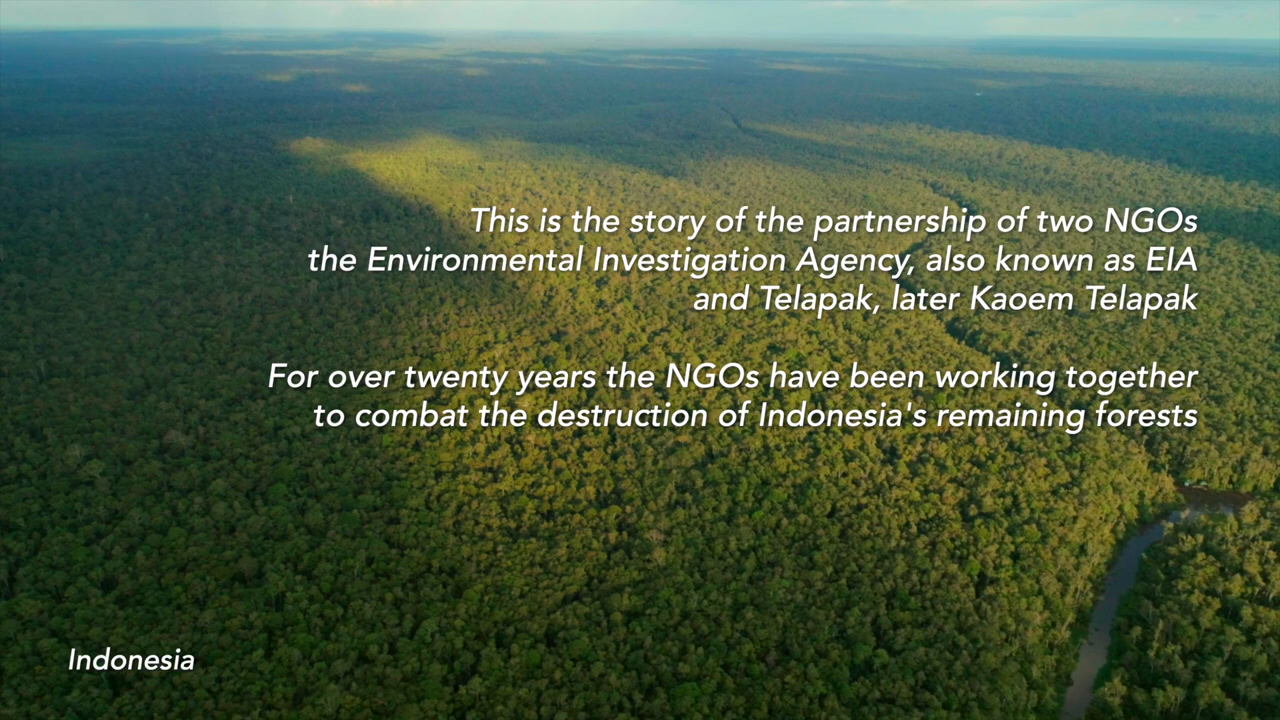 This is the story of the partnership of two NGOs
the Environmental Investigation Agency, also known as EIA
and Telapak, later Kaoem Telapak
For over twenty years the NGOs have been working together
to combat the destruction of Indonesia's remaining forests
Indonesia